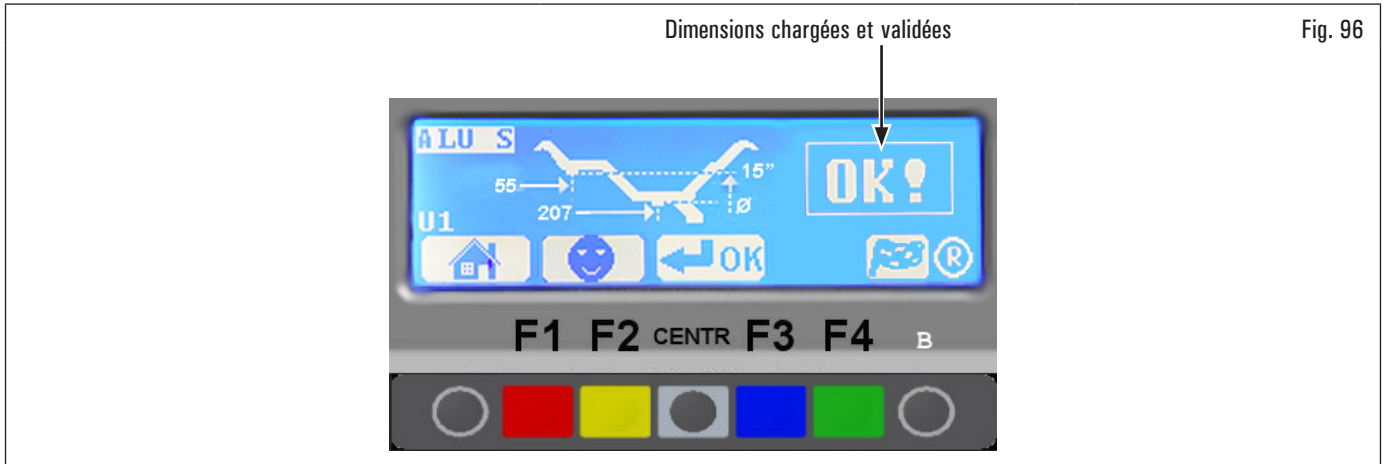 Dimensions chargées et validées
Fig. 96
ALU S
15”
OK!
55
207
Ø
U1
OK
®
F1 F2 CENTR F3 F4 B